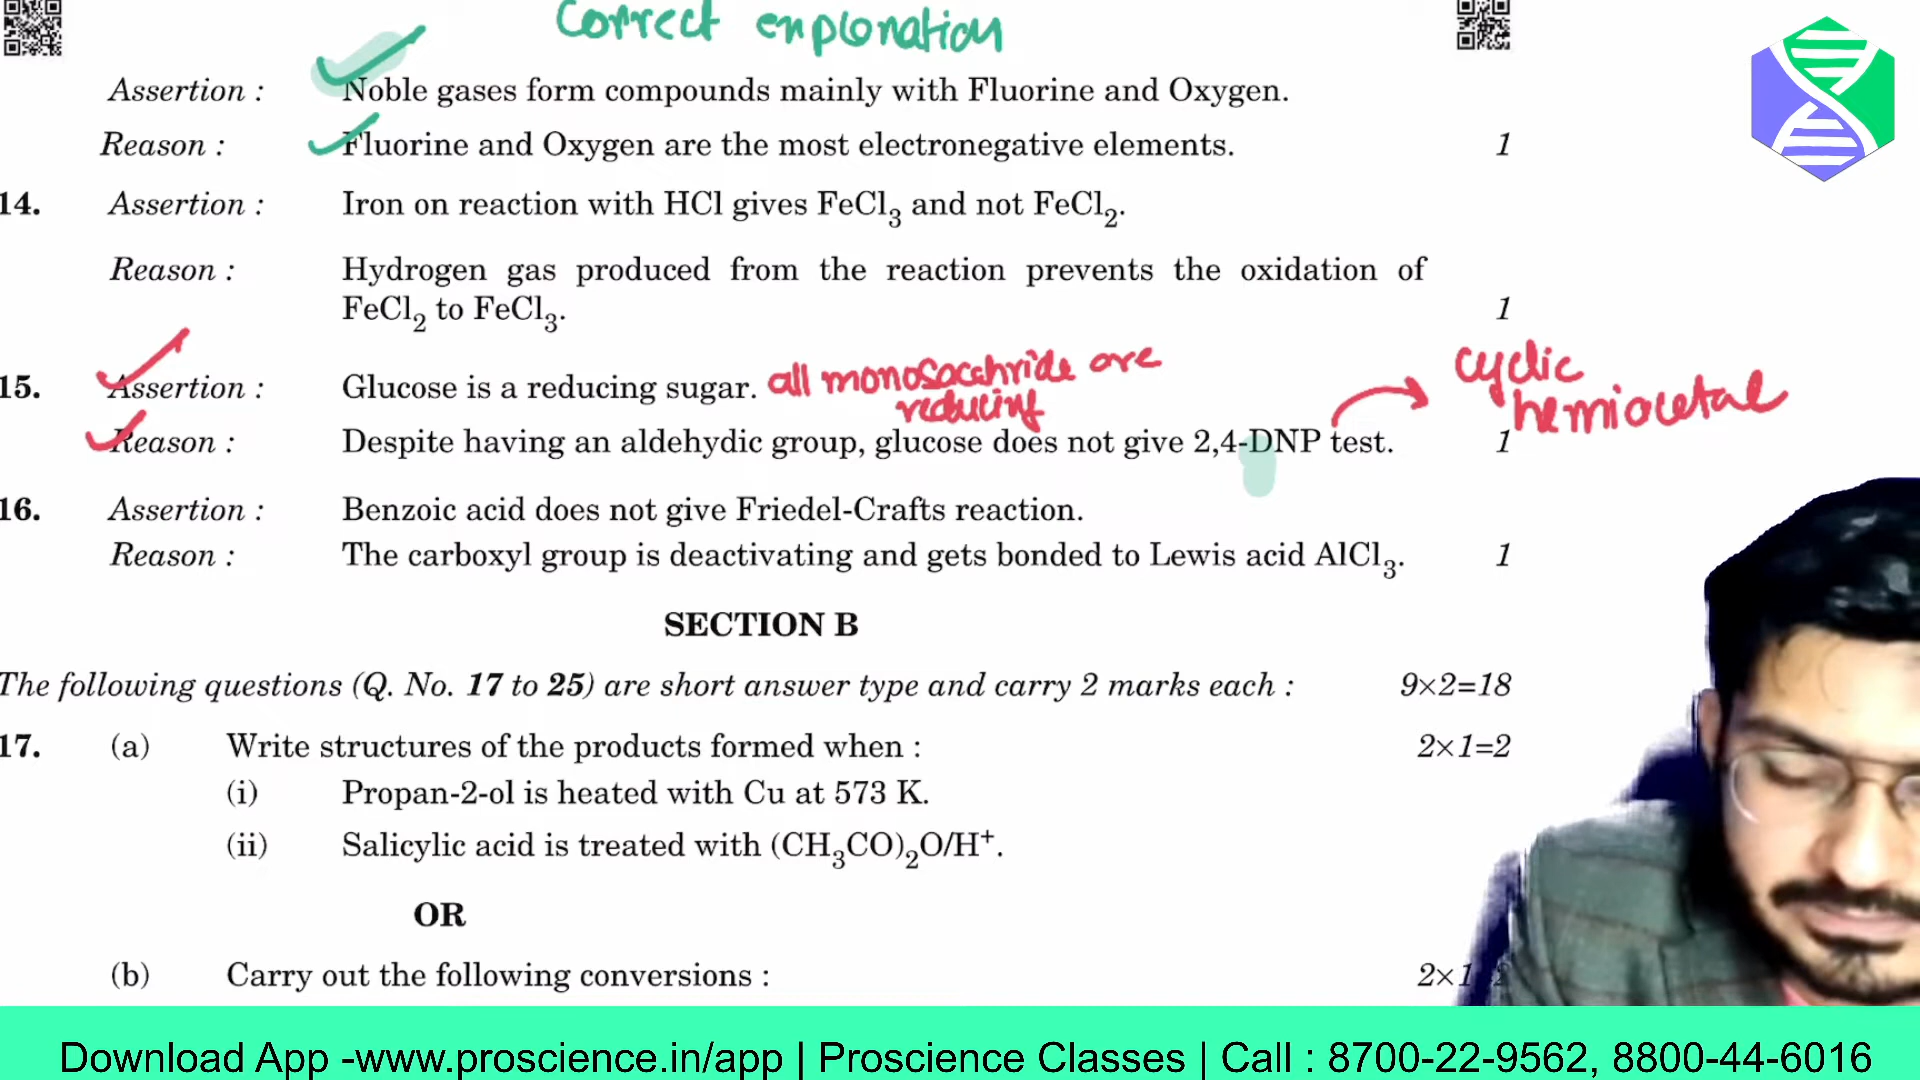 Correct explanation
Assertion : Noble gases form compounds mainly with Fluorine and Oxygen.
Reason : Fluorine and Oxygen are the most electronegative elements. 1
14. Assertion : Iron on reaction with HCl gives FeCl₃ and not FeCl₂.
Reason : Hydrogen gas produced from the reaction prevents the oxidation of
FeCl₂ to FeCl₃. 1
15. Assertion : Glucose is a reducing sugar. all monosacchride are
reducing
cyclic
hemiacetal
Reason : Despite having an aldehydic group, glucose does not give 2,4-DNP test. 1
16. Assertion : Benzoic acid does not give Friedel-Crafts reaction.
Reason : The carboxyl group is deactivating and gets bonded to Lewis acid AlCl₃. 1
SECTION B
The following questions (Q. No. 17 to 25) are short answer type and carry 2 marks each : 9×2=18
17. (a) Write structures of the products formed when : 2×1=2
(i) Propan-2-ol is heated with Cu at 573 K.
(ii) Salicylic acid is treated with (CH₃CO)₂O/H⁺.
OR
(b) Carry out the following conversions : 2×1
Download App -www.proscience.in/app | Proscience Classes | Call : 8700-22-9562, 8800-44-6016